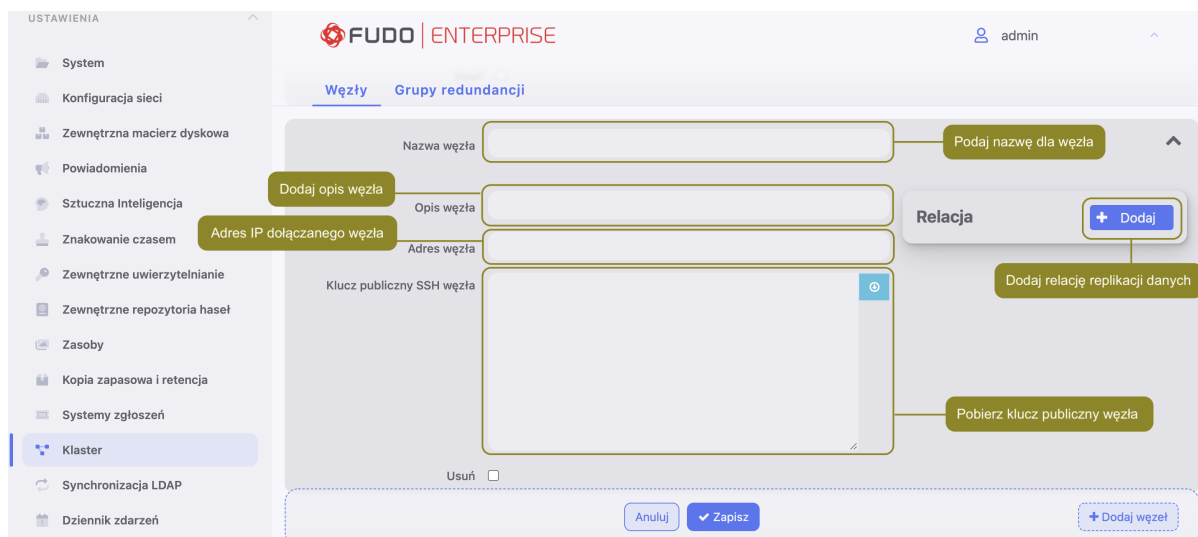 USTAWIENIA
System
Konfiguracja sieci
Zewnętrzna macierz dyskowa
Powiadomienia
Sztuczna Inteligencja
Znakowanie czasem
Zewnętrzne uwierzytelnianie
Zewnętrzne repozytoria haseł
Zasoby
Kopia zapasowa i retencja
Systemy zgłoszeń
Klaster
Synchronizacja LDAP
Dziennik zdarzeń
FUDO ENTERPRISE
admin
Węzły Grupy redundancji
Nazwa węzła
Podaj nazwę dla węzła
Dodaj opis węzła
Opis węzła
Relacja
+ Dodaj
Adres IP dołączanego węzła
Adres węzła
Dodaj relację replikacji danych
Klucz publiczny SSH węzła
Pobierz klucz publiczny węzła
Usuń
Anuluj
Zapisz
+ Dodaj węzeł